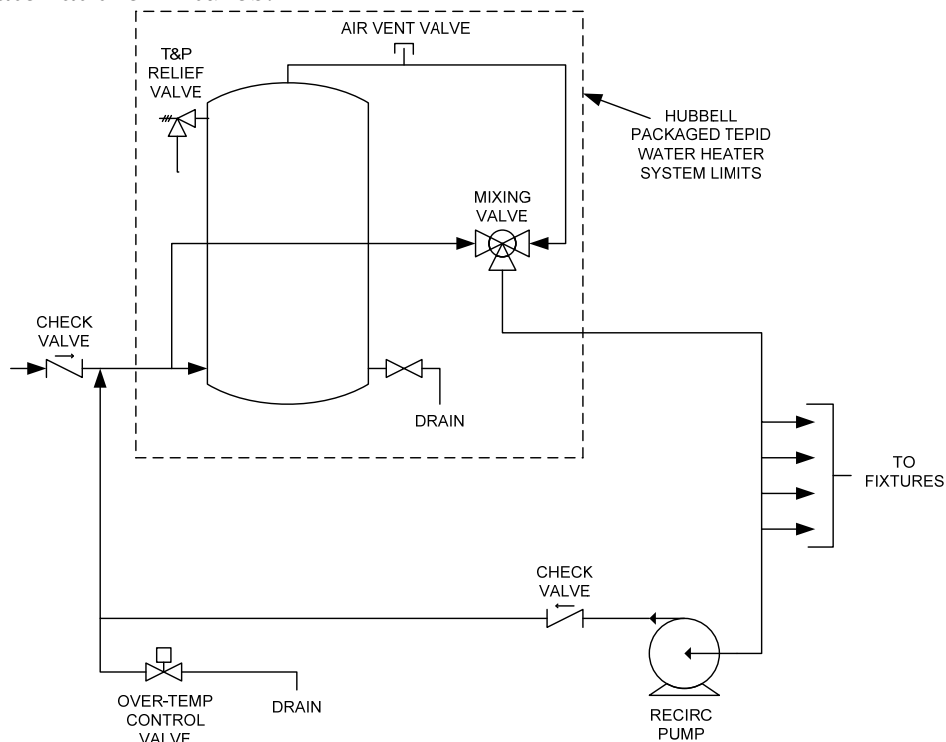 AIR VENT VALVE
T&P
RELIEF
VALVE
HUBBELL
PACKAGED TEPID
WATER HEATER
SYSTEM LIMITS
MIXING
VALVE
CHECK
VALVE
DRAIN
TO
FIXTURES
CHECK
VALVE
OVER-TEMP
CONTROL
VALVE
DRAIN
RECIRC
PUMP